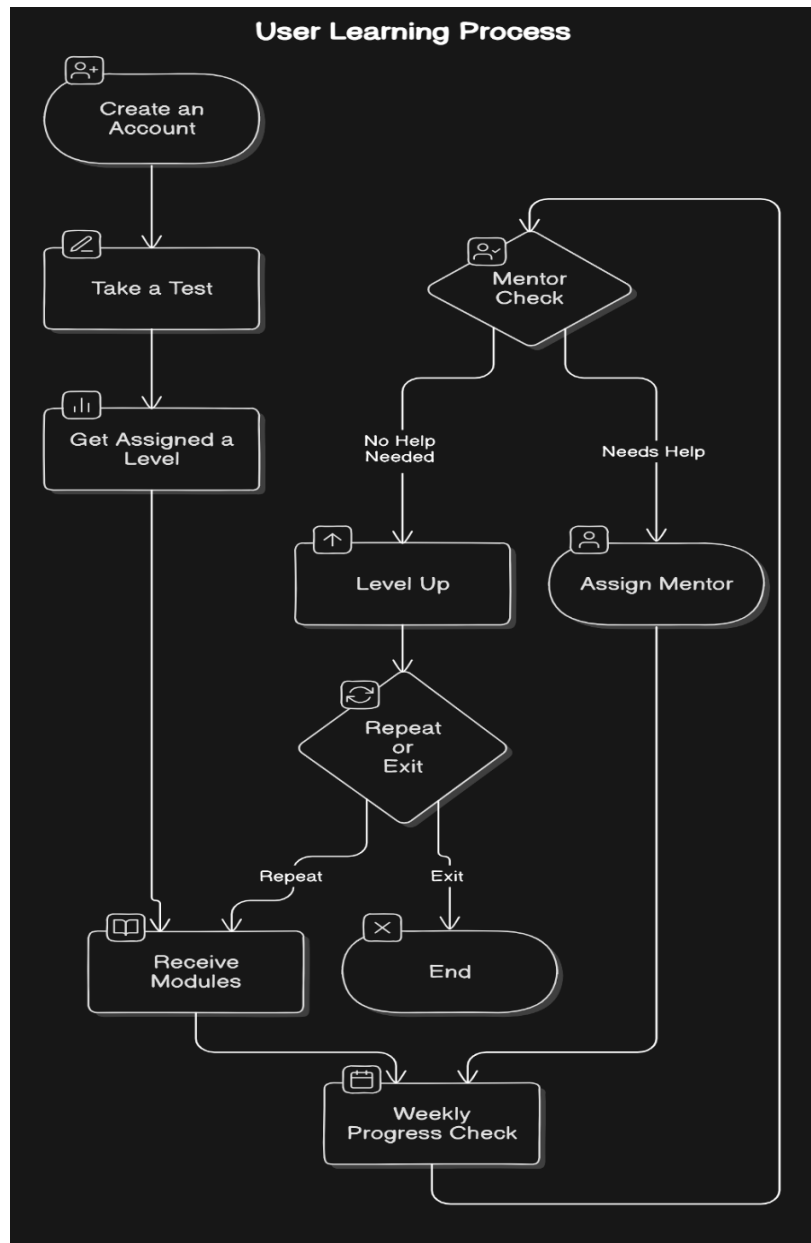 User Learning Process
Create an
Account
Take a Test
Get Assigned a
Level
Mentor
Check
No Help
Needed
Needs Help
Level Up
Assign Mentor
Repeat
or
Exit
Repeat
Exit
Receive
Modules
End
Weekly
Progress Check